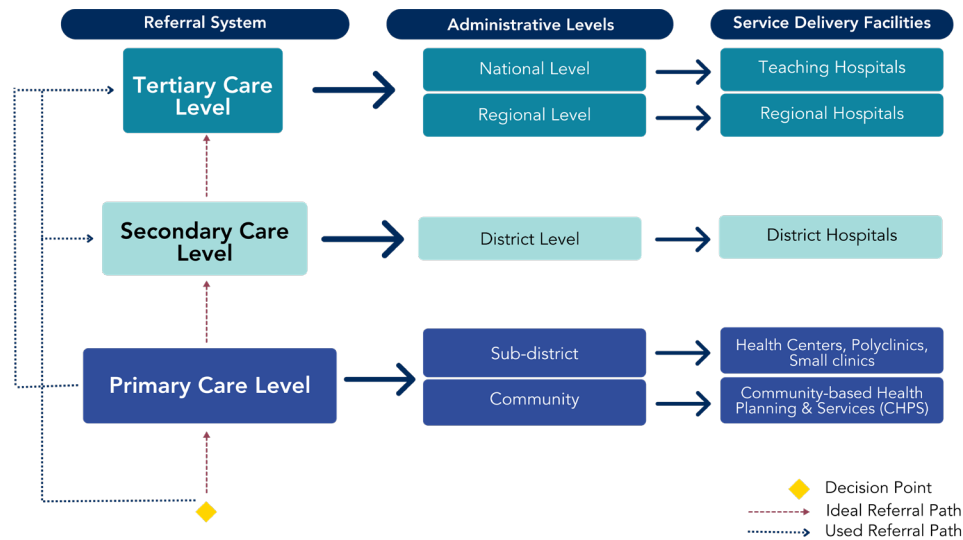 Referral System
Administrative Levels
Service Delivery Facilities
Tertiary Care
Level
National Level
Teaching Hospitals
Regional Level
Regional Hospitals
Secondary Care
Level
District Level
District Hospitals
Primary Care Level
Sub-district
Health Centers, Polyclinics,
Small clinics
Community
Community-based Health
Planning & Services (CHPS)
Decision Point
Ideal Referral Path
Used Referral Path